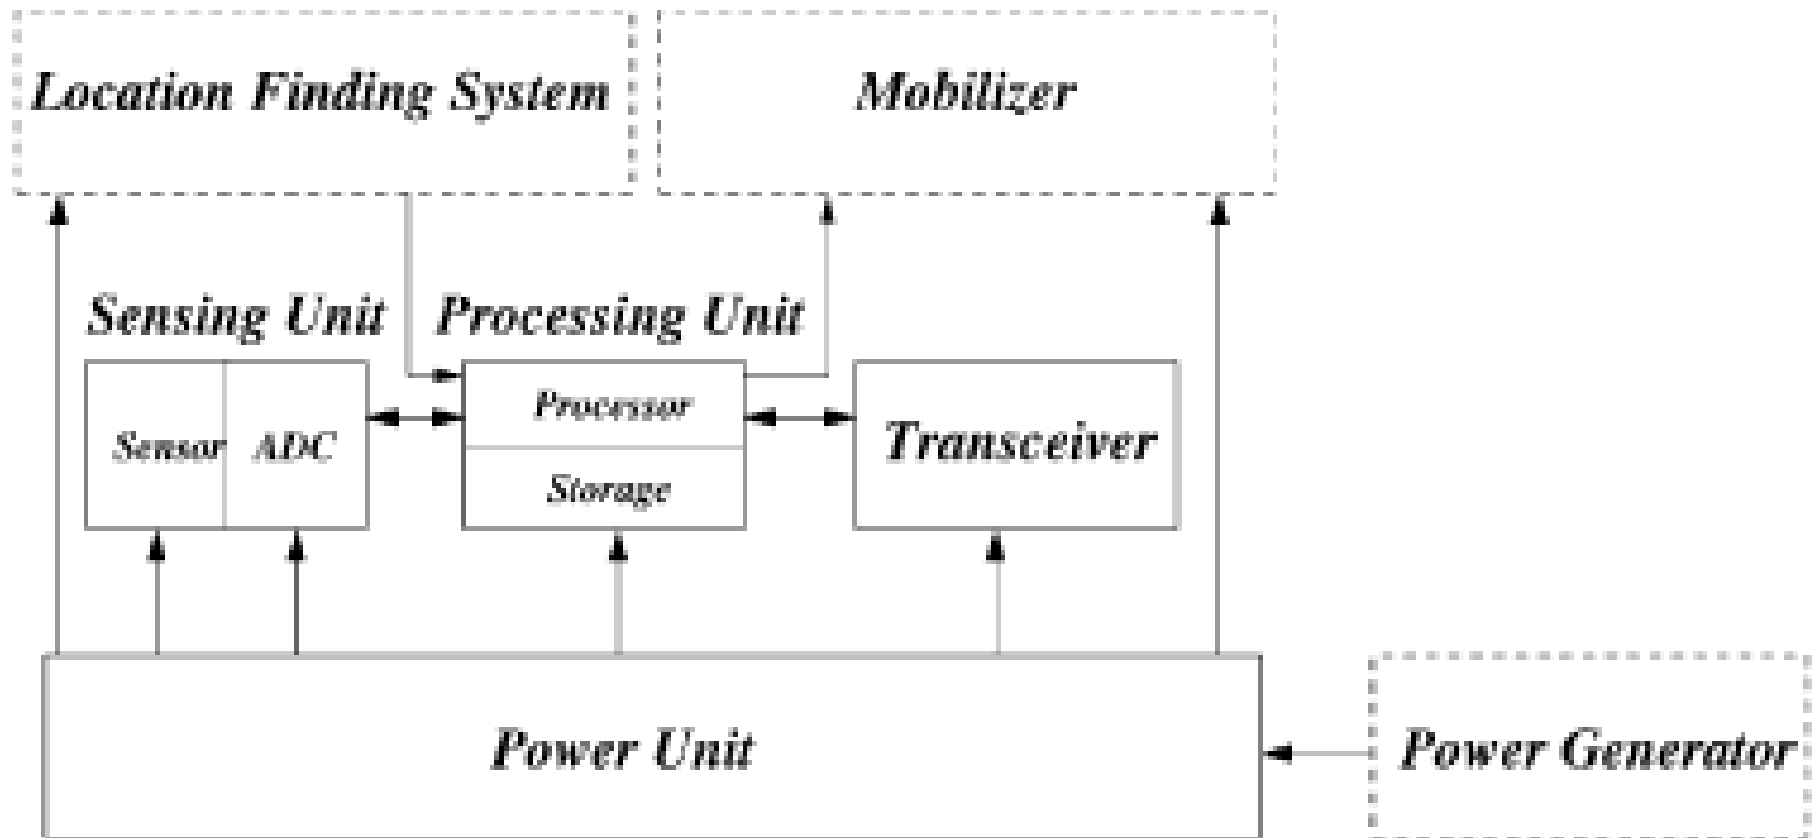 Location Finding System
Mobilizer
Sensing Unit
Processing Unit
Sensor
ADC
Processor
Storage
Transceiver
Power Unit
Power Generator